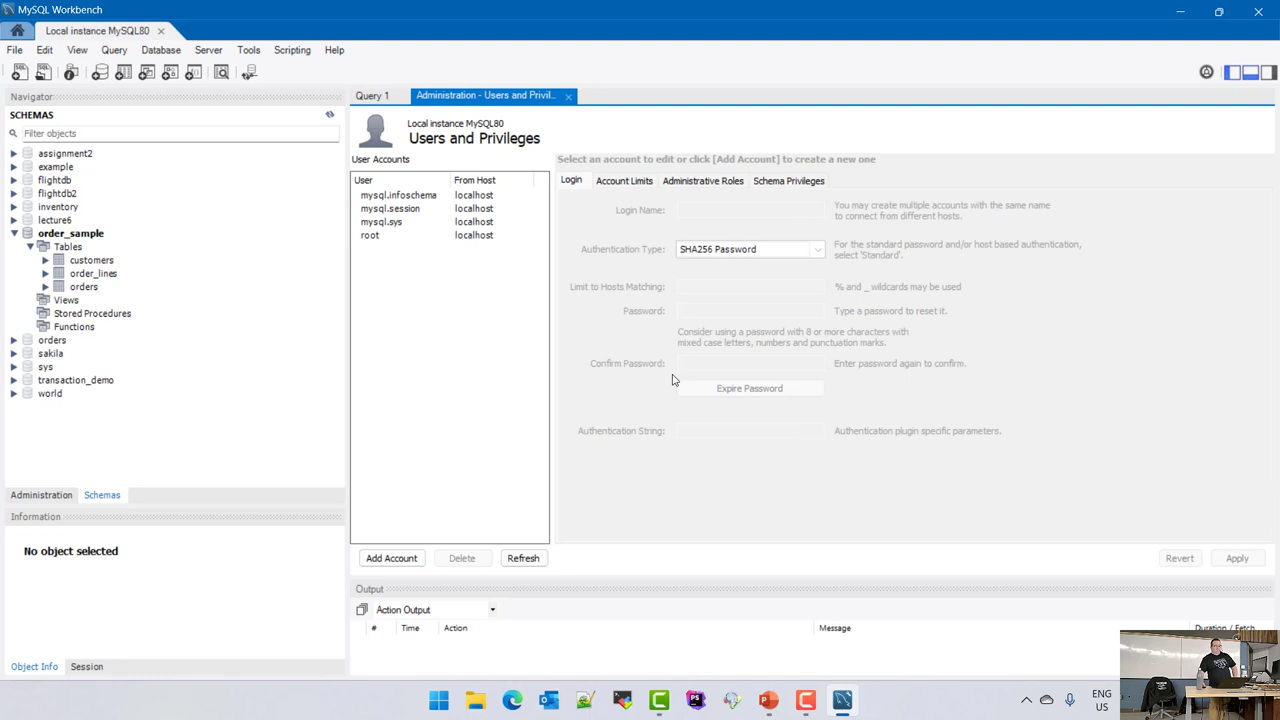 MySQL Workbench
Local instance MySQL80
File Edit View Query Database Server Tools Scripting Help
Navigator
SCHEMAS
Filter objects
assignment2
example
flightdb
flightdb2
inventory
lecture6
order_sample
Tables
customers
order_lines
orders
Views
Stored Procedures
Functions
orders
sakila
sys
transaction_demo
world
Administration Schemas
Information
No object selected
Object Info Session
Query 1 Administration - Users and Privil...
Local instance MySQL80
Users and Privileges
User Accounts
User From Host
mysql.infoschema localhost
mysql.session localhost
mysql.sys localhost
root localhost
Add Account Delete Refresh
Select an account to edit or click [Add Account] to create a new one
Login Account Limits Administrative Roles Schema Privileges
Login Name: You may create multiple accounts with the same name
to connect from different hosts.
Authentication Type: SHA256 Password For the standard password and/or host based authentication,
select 'Standard'.
Limit to Hosts Matching: % and _ wildcards may be used
Password: Type a password to reset it.
Consider using a password with 8 or more characters with
mixed case letters, numbers and punctuation marks.
Confirm Password: Enter password again to confirm.
Expire Password
Authentication String: Authentication plugin specific parameters.
Revert Apply
Output
Action Output
# Time Action Message Duration / Fetch
ENG
US